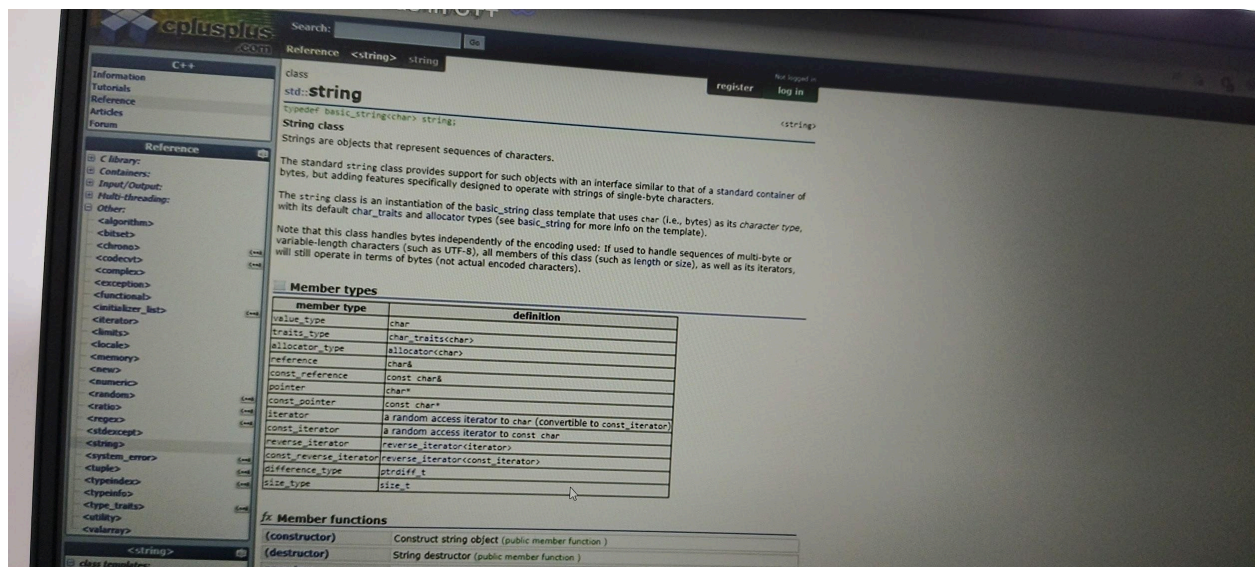 cplusplus
.com
Search:
Go
Reference <string> string
Not logged in
register log in
C++
Information
Tutorials
Reference
Articles
Forum
Reference
C library:
Containers:
Input/Output:
Multi-threading:
Other:
<algorithm>
<bitset>
<chrono>
<codecvt>
<complex>
<exception>
<functional>
<initializer_list>
<iterator>
<limits>
<locale>
<memory>
<new>
<numeric>
<random>
<ratio>
<regex>
<stdexcept>
<string>
<system_error>
<tuple>
<typeindex>
<typeinfo>
<type_traits>
<utility>
<valarray>
<string>
class templates:
class
std::string
<string>
typedef basic_string<char> string;
String class
Strings are objects that represent sequences of characters.
The standard string class provides support for such objects with an interface similar to that of a standard container of
bytes, but adding features specifically designed to operate with strings of single-byte characters.
The string class is an instantiation of the basic_string class template that uses char (i.e., bytes) as its character type,
with its default char_traits and allocator types (see basic_string for more info on the template).
Note that this class handles bytes independently of the encoding used: If used to handle sequences of multi-byte or
variable-length characters (such as UTF-8), all members of this class (such as length or size), as well as its iterators,
will still operate in terms of bytes (not actual encoded characters).
Member types
member type definition
value_type char
traits_type char_traits<char>
allocator_type allocator<char>
reference char&
const_reference const char&
pointer char*
const_pointer const char*
iterator a random access iterator to char (convertible to const_iterator)
const_iterator a random access iterator to const char
reverse_iterator reverse_iterator<iterator>
const_reverse_iterator reverse_iterator<const_iterator>
difference_type ptrdiff_t
size_type size_t
fx Member functions
(constructor) Construct string object (public member function )
(destructor) String destructor (public member function )